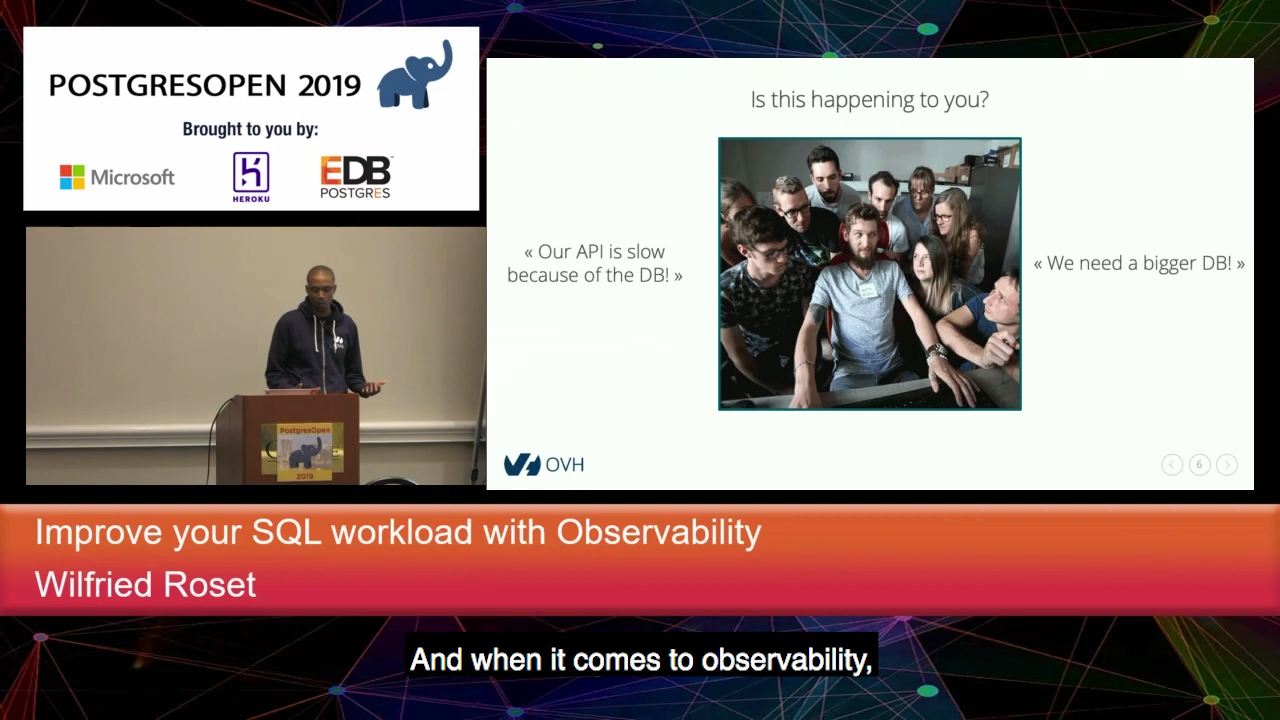 POSTGRESOPEN 2019
Brought to you by:
Microsoft
HEROKU
EDB
POSTGRES
Is this happening to you?
« Our API is slow
because of the DB! »
« We need a bigger DB! »
OVH
6
PostgresOpen
2019
Improve your SQL workload with Observability
Wilfried Roset
And when it comes to observability,